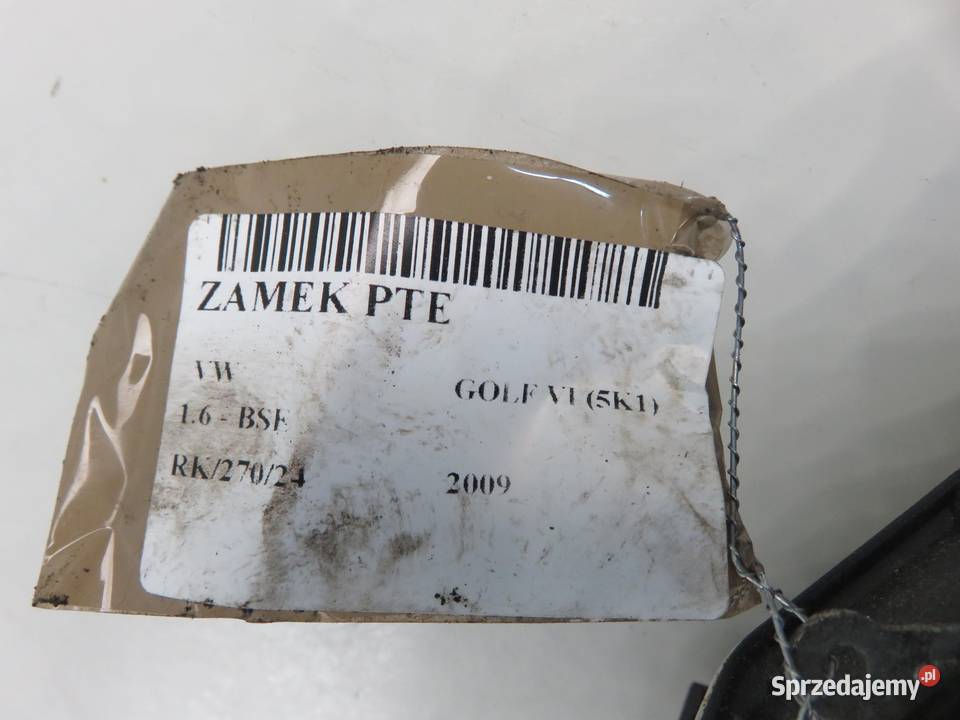 ZAMEK PTE
VW
GOLF VI (5K1)
1.6 - BSE
RK/270/24
2009
Sprzedajemy.pl